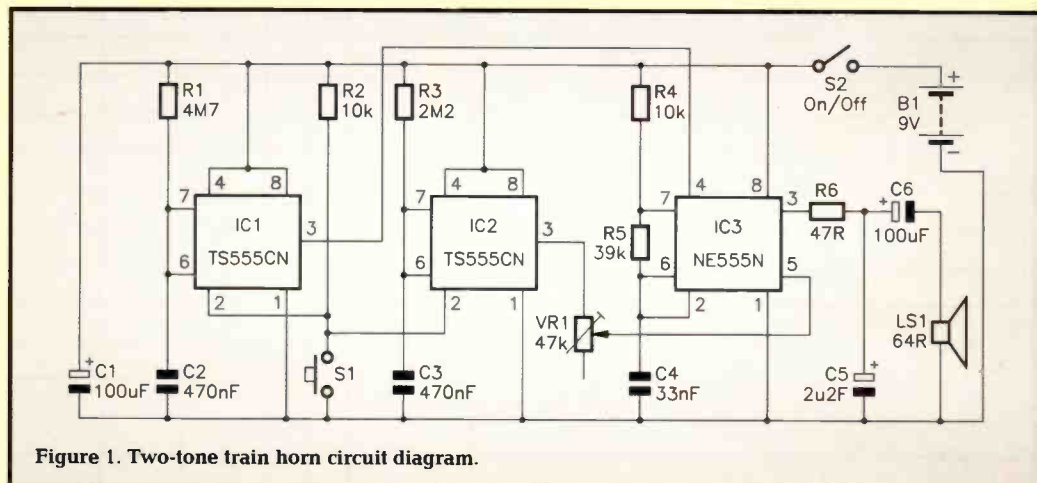 R1
4M7
R2
10k
R3
2M2
R4
10k
S2
On/Off
B1
9V
+
−
4 8
7
IC1
3
TS555CN
6
2 1
4 8
7
IC2
3
TS555CN
6
2 1
4 8
7
IC3
3
NE555N
6
5
2 1
R5
39k
R6
47R
C6
+
100uF
VR1
47k
LS1
64R
+
C1
100uF
C2
470nF
S1
C3
470nF
C4
33nF
+
C5
2u2F
Figure 1. Two-tone train horn circuit diagram.